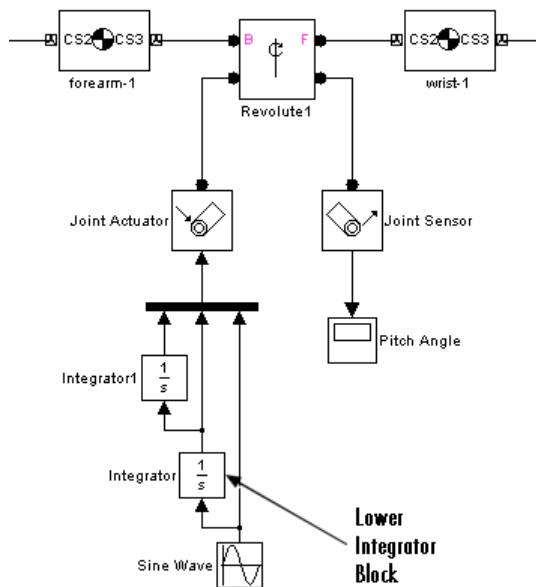 CS2 CS3
forearm-1
B F
Revolute1
CS2 CS3
wrist-1
Joint Actuator
Joint Sensor
Pitch Angle
Integrator1
1
s
Integrator
1
s
Lower
Integrator
Block
Sine Wave